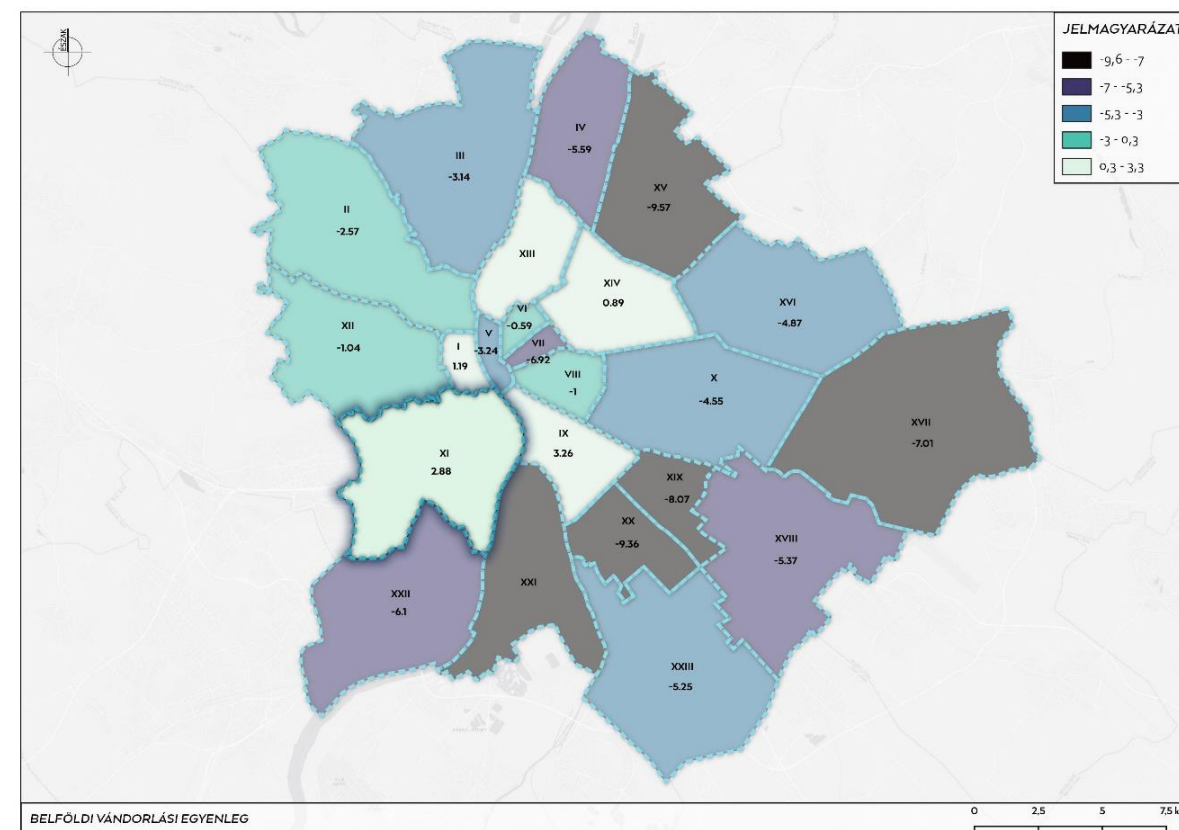 ÉSZAK
JELMAGYARÁZAT
-9,6 - -7
-7 - -5,3
-5,3 - -3
-3 - 0,3
0,3 - 3,3
IV
-5.59
III
-3.14
XV
-9.57
II
-2.57
XIII
XIV
0.89
XVI
-4.87
VI
-0.59
XII
-1.04
I
1.19
V
-3.24
VII
-6.92
VIII
-1
X
-4.55
XVII
-7.01
XI
2.88
IX
3.26
XIX
-8.07
XX
-9.36
XVIII
-5.37
XXI
XXII
-6.1
XXIII
-5.25
BELFÖLDI VÁNDORLÁSI EGYENLEG
0 2,5 5 7,5 k